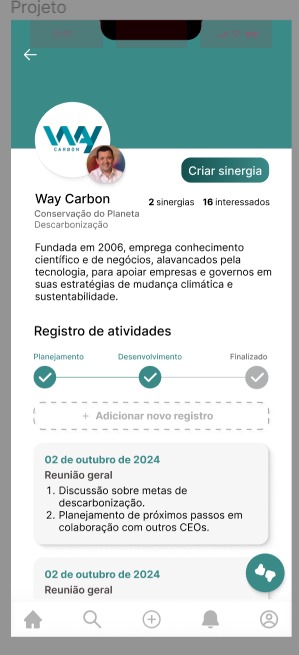 Projeto
WAY
CARBON
Criar sinergia
Way Carbon
2 sinergias 16 interessados
Conservação do Planeta
Descarbonização
Fundada em 2006, emprega conhecimento
científico e de negócios, alavancados pela
tecnologia, para apoiar empresas e governos em
suas estratégias de mudança climática e
sustentabilidade.
Registro de atividades
Planejamento Desenvolvimento Finalizado
+ Adicionar novo registro
02 de outubro de 2024
Reunião geral
1. Discussão sobre metas de
descarbonização.
2. Planejamento de próximos passos em
colaboração com outros CEOs.
02 de outubro de 2024
Reunião geral